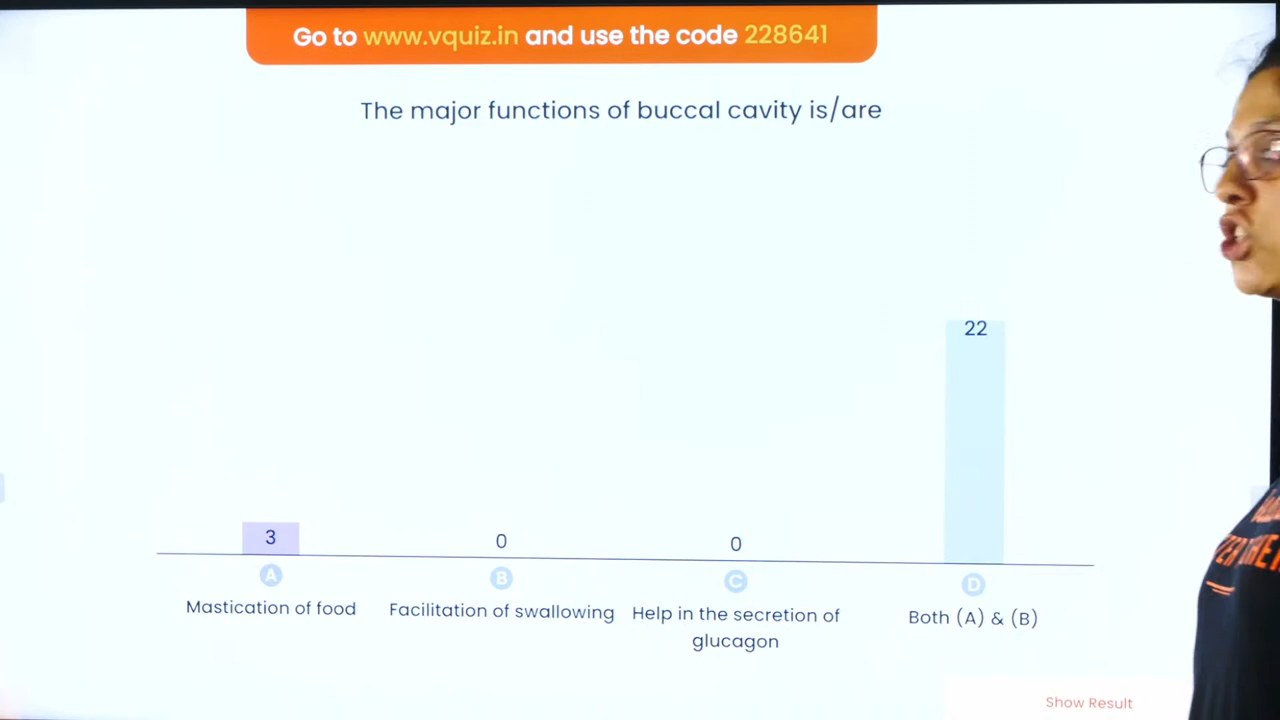 Go to www.vquiz.in and use the code 228641
The major functions of buccal cavity is/are
22
3
0
0
A
B
C
D
Mastication of food
Facilitation of swallowing
Help in the secretion of
glucagon
Both (A) & (B)
Show Result